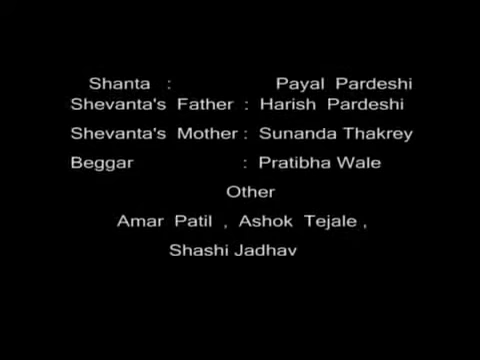 Shanta : Payal Pardeshi
Shevanta's Father : Harish Pardeshi
Shevanta's Mother : Sunanda Thakrey
Beggar : Pratibha Wale
Other
Amar Patil , Ashok Tejale ,
Shashi Jadhav